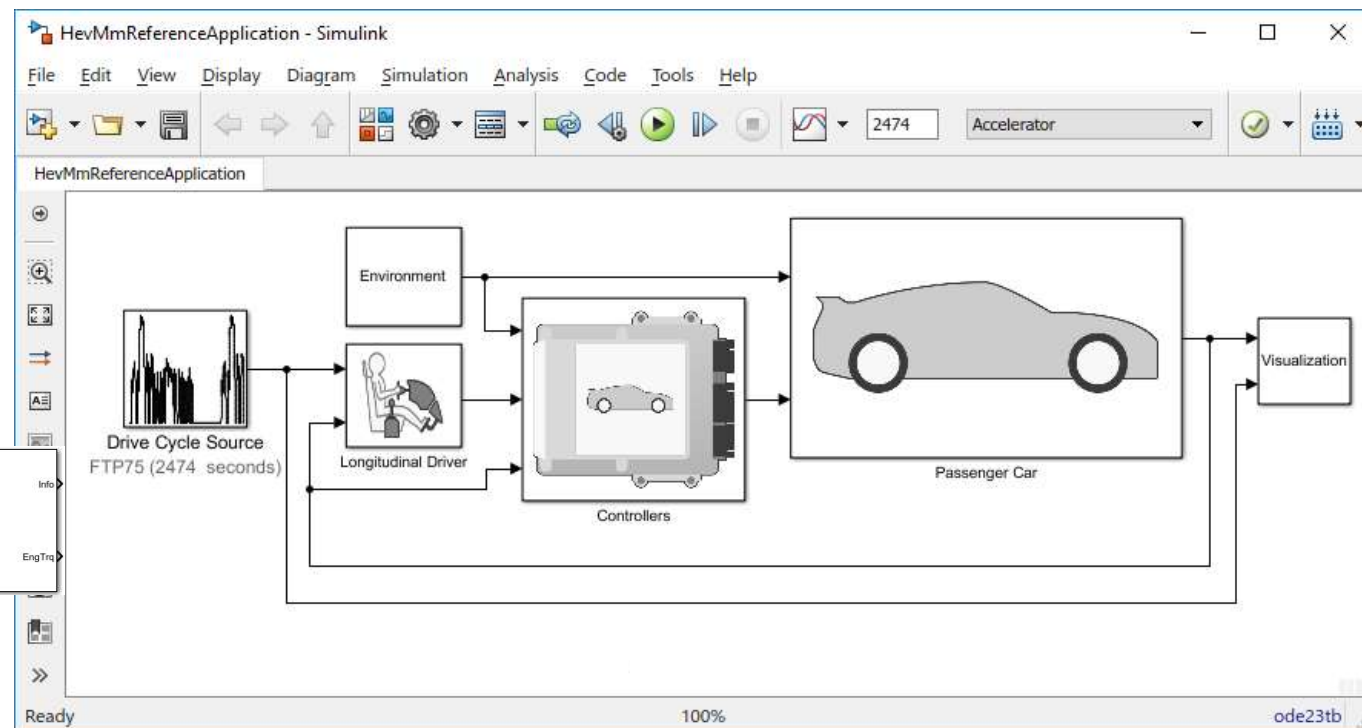 HevMmReferenceApplication - Simulink
File Edit View Display Diagram Simulation Analysis Code Tools Help
2474 Accelerator
HevMmReferenceApplication
Environment
Drive Cycle Source
FTP75 (2474 seconds)
Longitudinal Driver
Controllers
Passenger Car
Visualization
Info
EngTrq
Ready 100% ode23tb